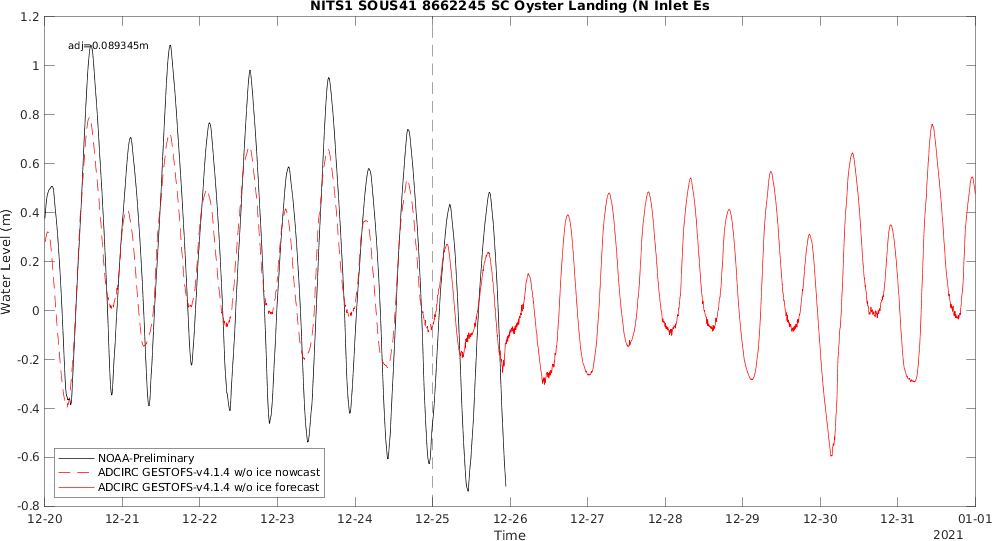 NITS1 SOUS41 8662245 SC Oyster Landing (N Inlet Es
1.2
1
0.8
0.6
0.4
0.2
0
-0.2
-0.4
-0.6
-0.8
Water Level (m)
adj=0.089345m
NOAA-Preliminary
ADCIRC GESTOFS-v4.1.4 w/o ice nowcast
ADCIRC GESTOFS-v4.1.4 w/o ice forecast
12-20 12-21 12-22 12-23 12-24 12-25 12-26 12-27 12-28 12-29 12-30 12-31 01-01
Time
2021